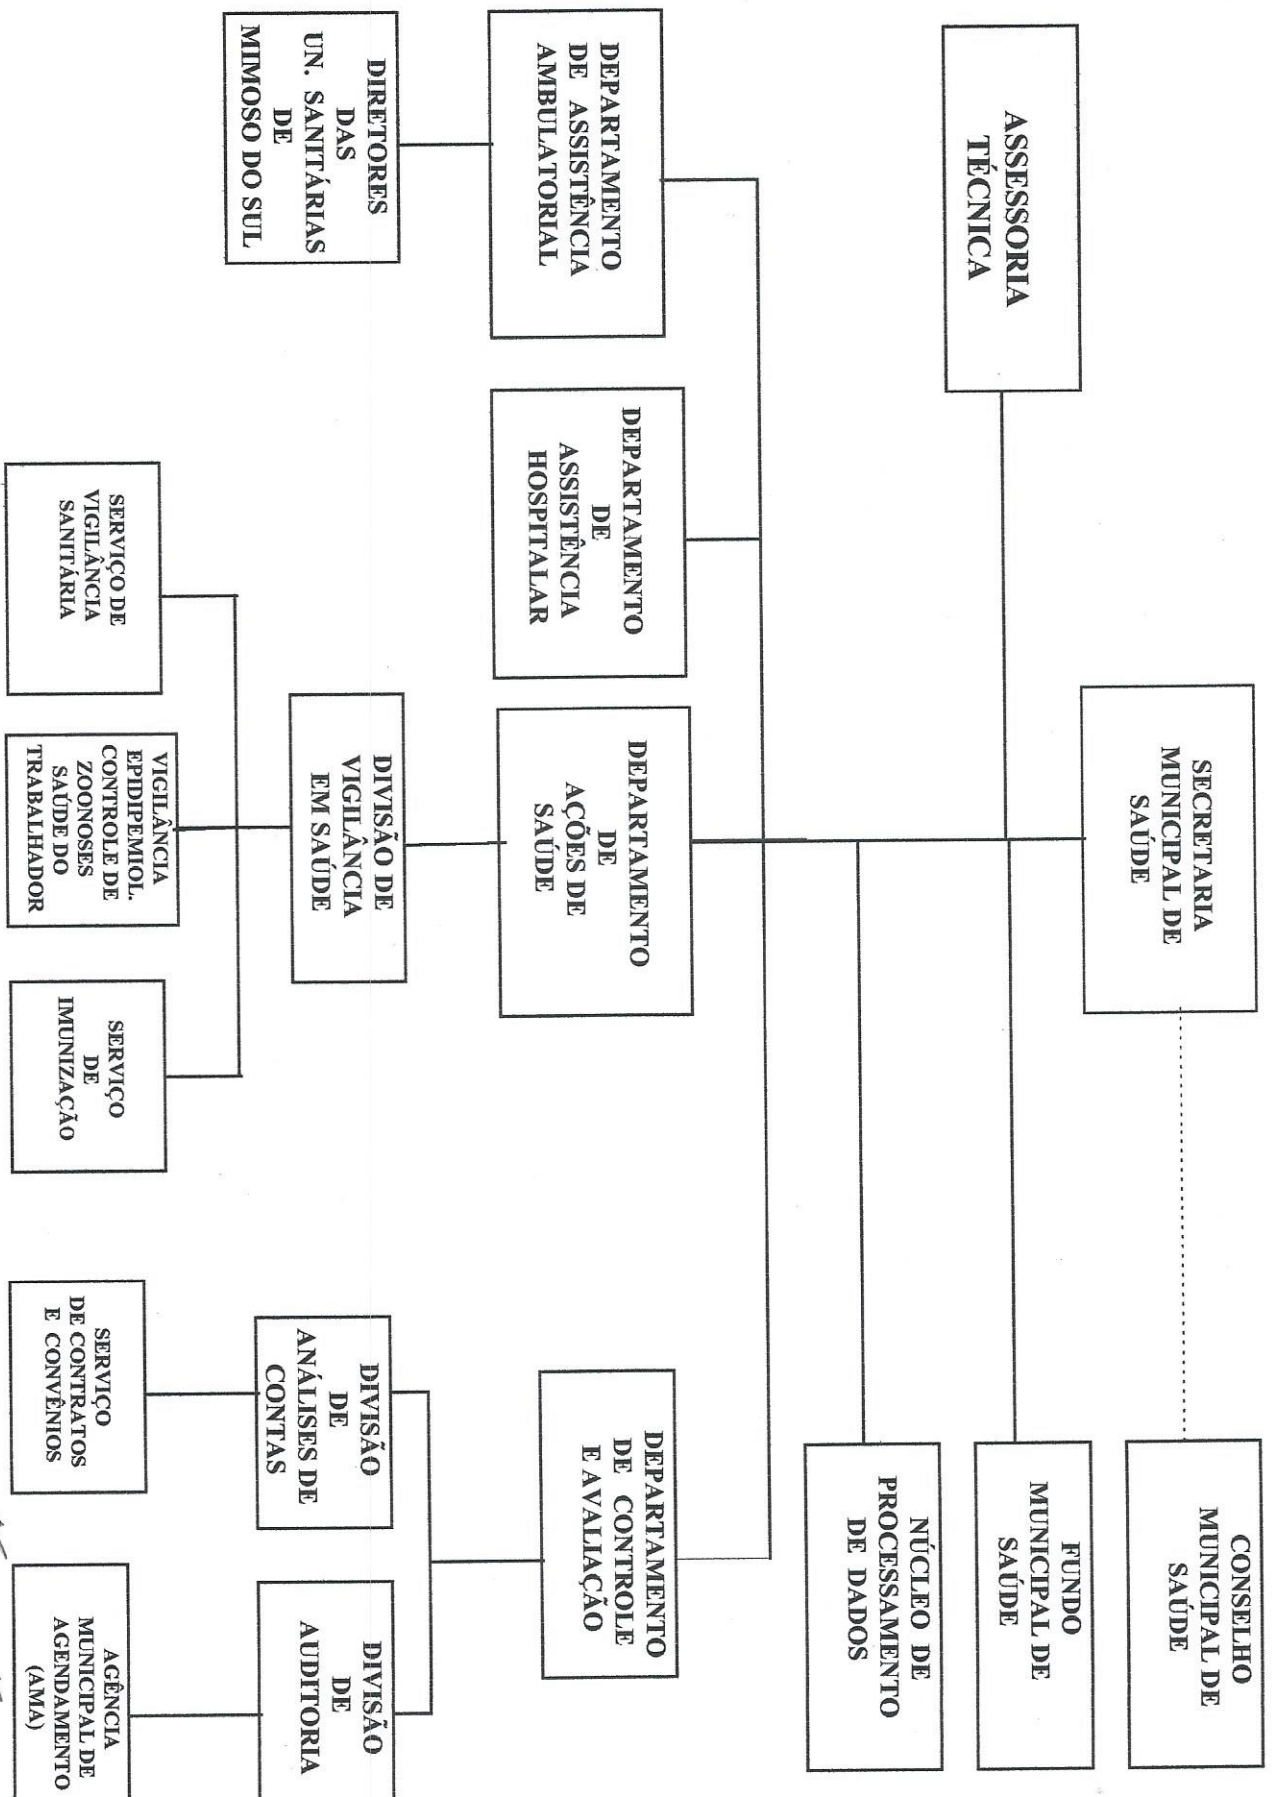 SECRETARIA
MUNICIPAL DE
SAÚDE
CONSELHO
MUNICIPAL DE
SAÚDE
ASSESSORIA
TÉCNICA
FUNDO
MUNICIPAL DE
SAÚDE
NÚCLEO DE
PROCESSAMENTO
DE DADOS
DEPARTAMENTO
DE ASSISTÊNCIA
AMBULATORIAL
DEPARTAMENTO
DE
ASSISTÊNCIA
HOSPITALAR
DEPARTAMENTO
DE
AÇÕES DE
SAÚDE
DEPARTAMENTO
DE CONTROLE
E AVALIAÇÃO
DIRETORES
DAS
UN. SANITÁRIAS
DE
MIMOSO DO SUL
DIVISÃO DE
VIGILÂNCIA
EM SAÚDE
DIVISÃO
DE
ANÁLISES DE
CONTAS
DIVISÃO
DE
AUDITORIA
SERVIÇO DE
VIGILÂNCIA
SANITÁRIA
VIGILÂNCIA
EPIDIPEMIOL.
CONTROLE DE
ZOONOSES
SAÚDE DO
TRABALHADOR
SERVIÇO
DE
IMUNIZAÇÃO
SERVIÇO
DE CONTRATOS
E CONVÊNIOS
AGÊNCIA
MUNICIPAL DE
AGENDAMENTO
(AMA)